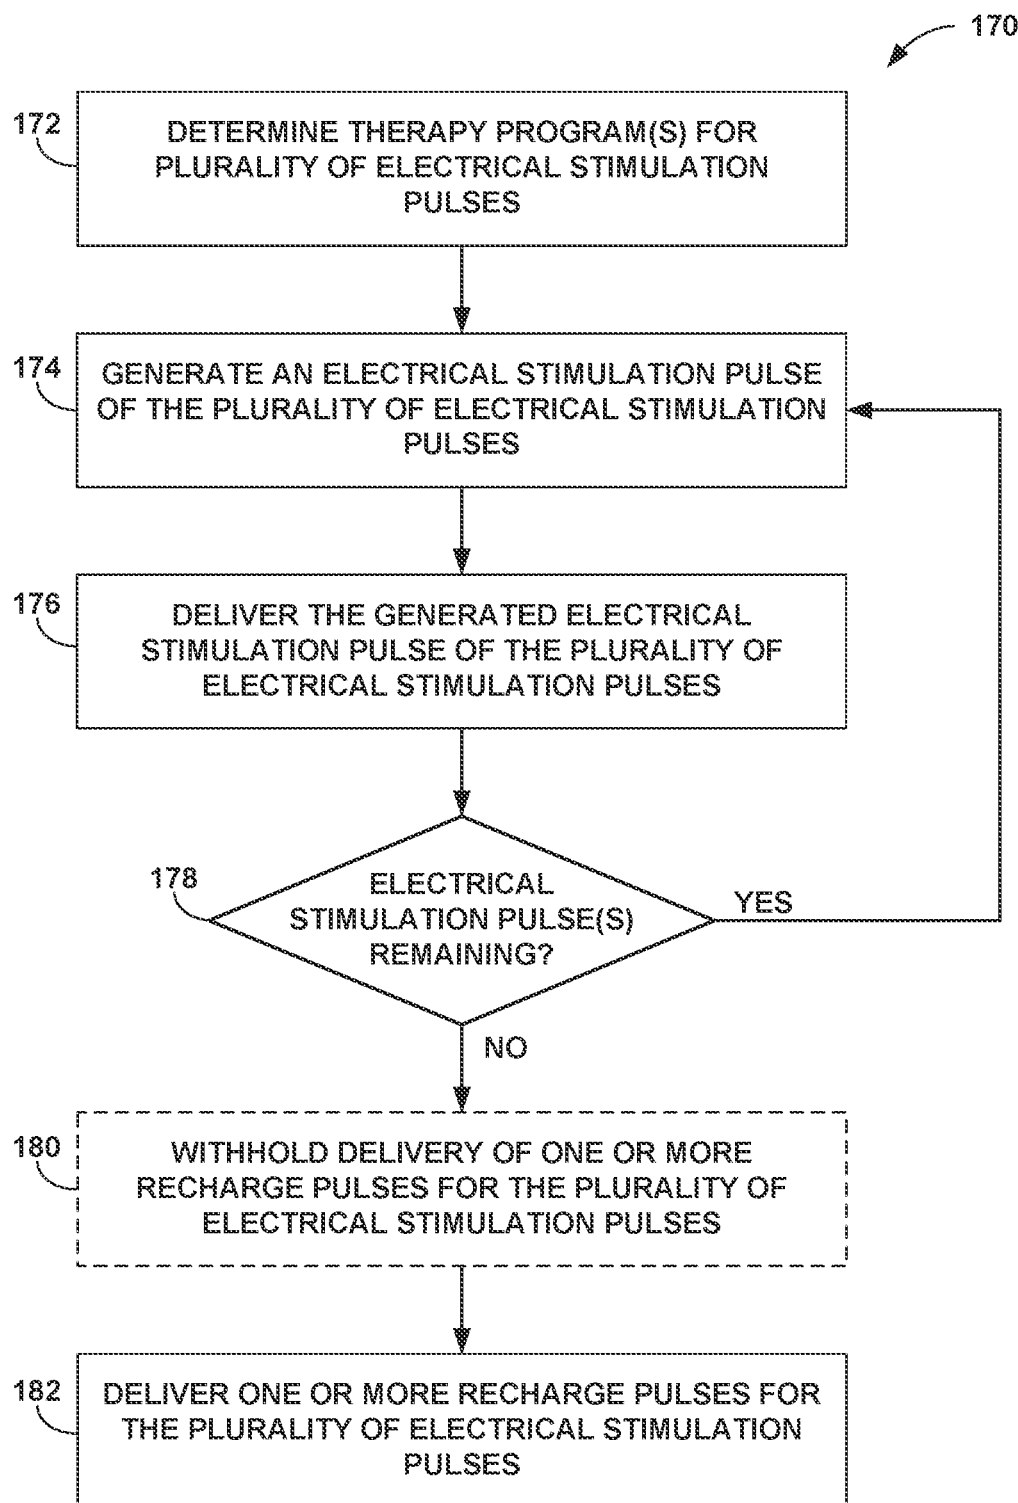 170
172
DETERMINE THERAPY PROGRAM(S) FOR
PLURALITY OF ELECTRICAL STIMULATION
PULSES
174
GENERATE AN ELECTRICAL STIMULATION PULSE
OF THE PLURALITY OF ELECTRICAL STIMULATION
PULSES
176
DELIVER THE GENERATED ELECTRICAL
STIMULATION PULSE OF THE PLURALITY OF
ELECTRICAL STIMULATION PULSES
178
ELECTRICAL
STIMULATION PULSE(S)
REMAINING?
YES
NO
180
WITHHOLD DELIVERY OF ONE OR MORE
RECHARGE PULSES FOR THE PLURALITY OF
ELECTRICAL STIMULATION PULSES
182
DELIVER ONE OR MORE RECHARGE PULSES FOR
THE PLURALITY OF ELECTRICAL STIMULATION
PULSES